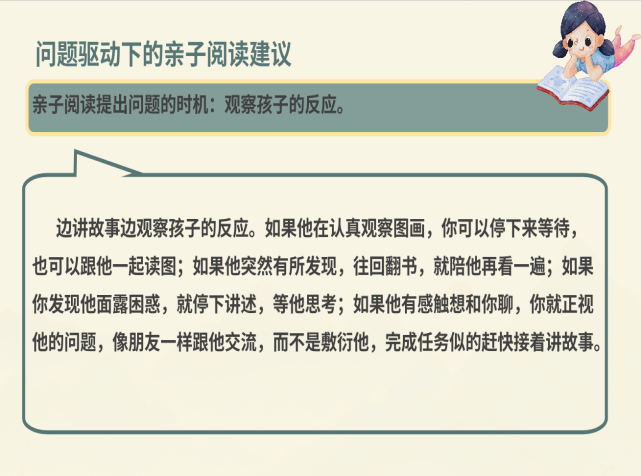 问题驱动下的亲子阅读建议
亲子阅读提出问题的时机：观察孩子的反应。
边讲故事边观察孩子的反应。如果他在认真观察图画，你可以停下来等待，
也可以跟他一起读图；如果他突然有所发现，往回翻书，就陪他再看一遍；如果
你发现他面露困惑，就停下讲述，等他思考；如果他有感触想和你聊，你就正视
他的问题，像朋友一样跟他交流，而不是敷衍他，完成任务似的赶快接着讲故事。